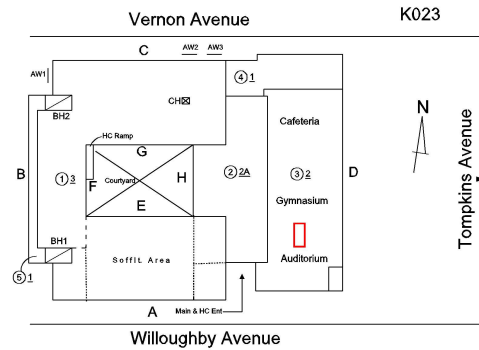 Vernon Avenue
K023
C
AW2 AW3
AW1
④ 1
CH
BH2
Cafeteria
HC Ramp
N
G
Tompkins Avenue
B
① 3
F
Courtyard
H
② 2A
③ 2
D
E
Gymnasium
BH1
Soffit Area
Auditorium
⑤ 1
A
Main & HC Ent
Willoughby Avenue